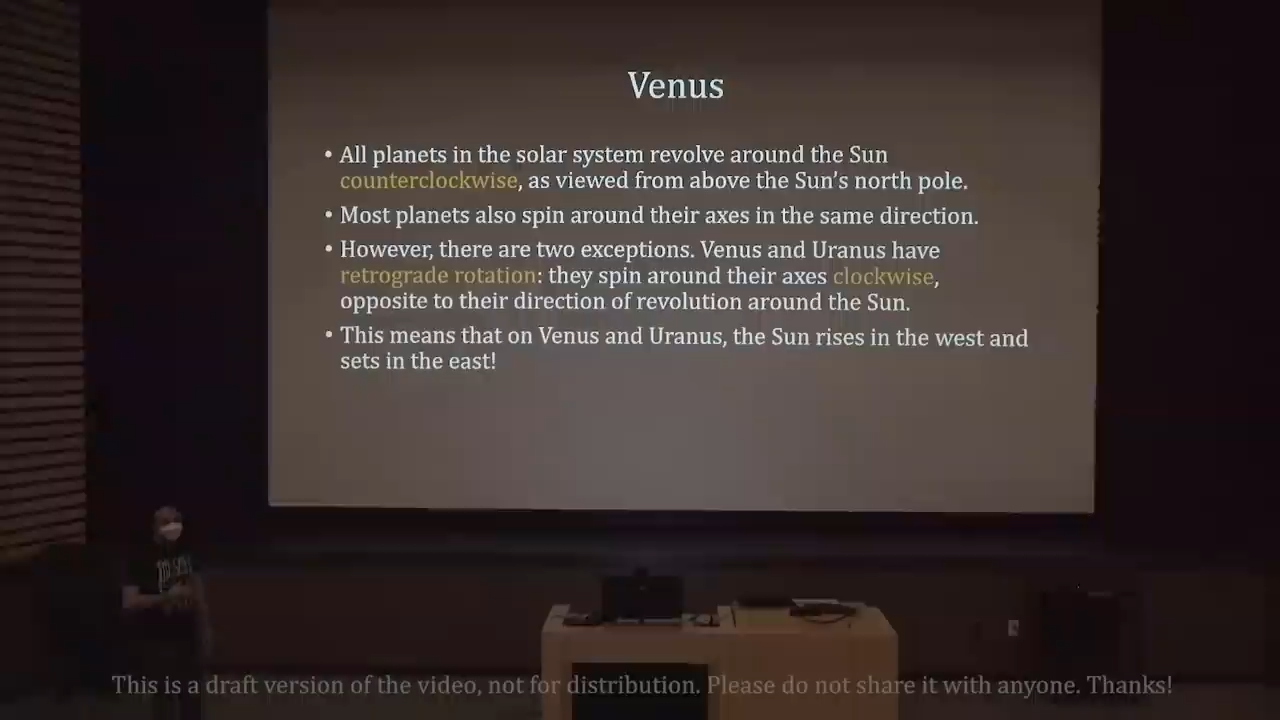 Venus
• All planets in the solar system revolve around the Sun
counterclockwise, as viewed from above the Sun’s north pole.
• Most planets also spin around their axes in the same direction.
• However, there are two exceptions. Venus and Uranus have
retrograde rotation: they spin around their axes clockwise,
opposite to their direction of revolution around the Sun.
• This means that on Venus and Uranus, the Sun rises in the west and
sets in the east!
This is a draft version of the video, not for distribution. Please do not share it with anyone. Thanks!